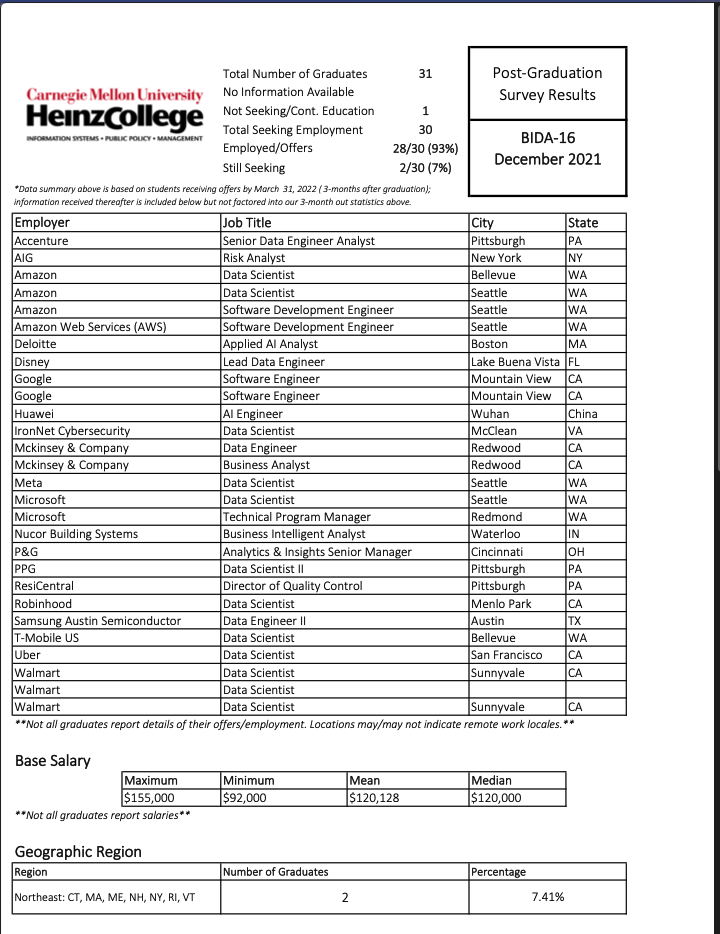 Carnegie Mellon University
HeinzCollege
INFORMATION SYSTEMS • PUBLIC POLICY • MANAGEMENT
Total Number of Graduates 31
No Information Available
Not Seeking/Cont. Education 1
Total Seeking Employment 30
Employed/Offers 28/30 (93%)
Still Seeking 2/30 (7%)
Post-Graduation
Survey Results
BIDA-16
December 2021
*Data summary above is based on students receiving offers by March 31, 2022 ( 3-months after graduation);
information received thereafter is included below but not factored into our 3-month out statistics above.
Employer Job Title City State
Accenture Senior Data Engineer Analyst Pittsburgh PA
AIG Risk Analyst New York NY
Amazon Data Scientist Bellevue WA
Amazon Data Scientist Seattle WA
Amazon Software Development Engineer Seattle WA
Amazon Web Services (AWS) Software Development Engineer Seattle WA
Deloitte Applied AI Analyst Boston MA
Disney Lead Data Engineer Lake Buena Vista FL
Google Software Engineer Mountain View CA
Google Software Engineer Mountain View CA
Huawei AI Engineer Wuhan China
IronNet Cybersecurity Data Scientist McClean VA
Mckinsey & Company Data Engineer Redwood CA
Mckinsey & Company Business Analyst Redwood CA
Meta Data Scientist Seattle WA
Microsoft Data Scientist Seattle WA
Microsoft Technical Program Manager Redmond WA
Nucor Building Systems Business Intelligent Analyst Waterloo IN
P&G Analytics & Insights Senior Manager Cincinnati OH
PPG Data Scientist II Pittsburgh PA
ResiCentral Director of Quality Control Pittsburgh PA
Robinhood Data Scientist Menlo Park CA
Samsung Austin Semiconductor Data Engineer II Austin TX
T-Mobile US Data Scientist Bellevue WA
Uber Data Scientist San Francisco CA
Walmart Data Scientist Sunnyvale CA
Walmart Data Scientist
Walmart Data Scientist Sunnyvale CA
**Not all graduates report details of their offers/employment. Locations may/may not indicate remote work locales.**
Base Salary
Maximum Minimum Mean Median
$155,000 $92,000 $120,128 $120,000
**Not all graduates report salaries**
Geographic Region
Region Number of Graduates Percentage
Northeast: CT, MA, ME, NH, NY, RI, VT 2 7.41%